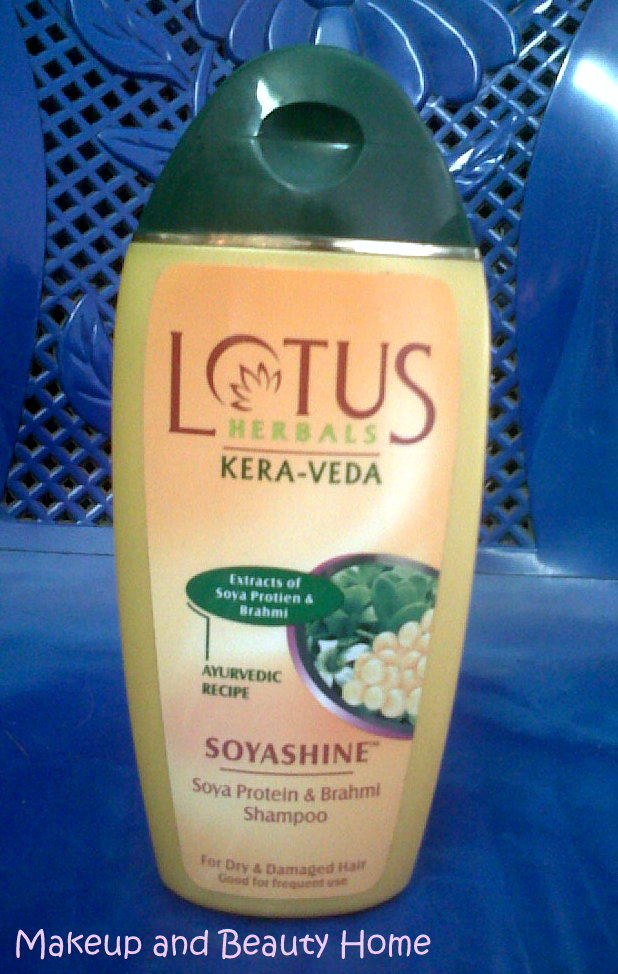 LOTUS
HERBALS
KERA-VEDA
Extracts of
Soya Protien &
Brahmi
AYURVEDIC
RECIPE
SOYASHINE™
Soya Protein & Brahmi
Shampoo
For Dry & Damaged Hair
Good for frequent use
Makeup and Beauty Home